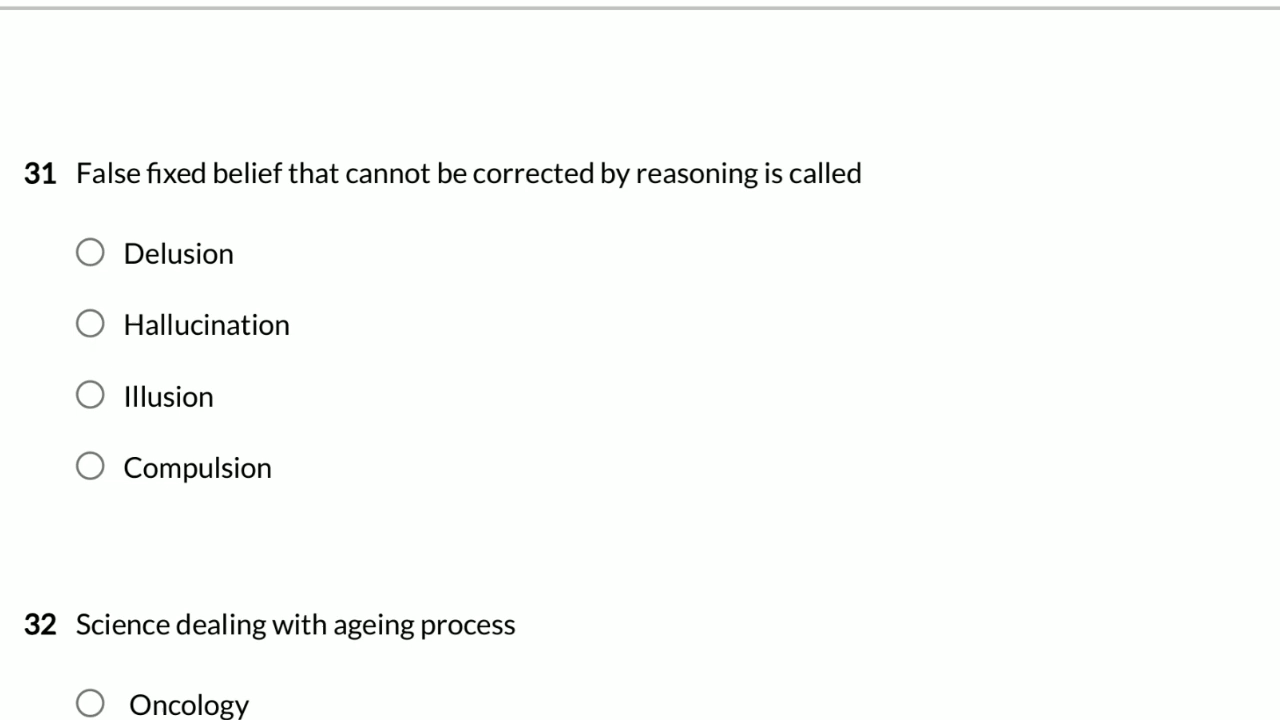 31 False fixed belief that cannot be corrected by reasoning is called
Delusion
Hallucination
Illusion
Compulsion
32 Science dealing with ageing process
Oncology